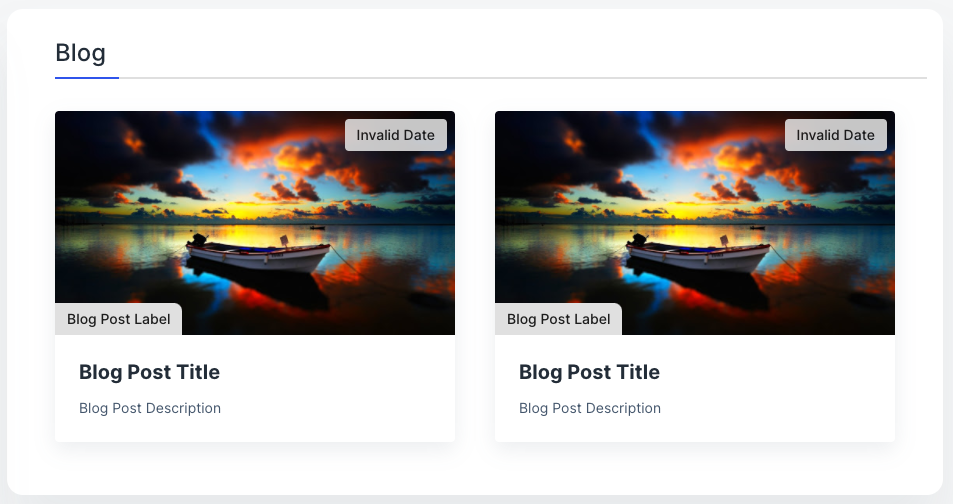 Blog
Invalid Date
Blog Post Label
Blog Post Title
Blog Post Description
Invalid Date
Blog Post Label
Blog Post Title
Blog Post Description